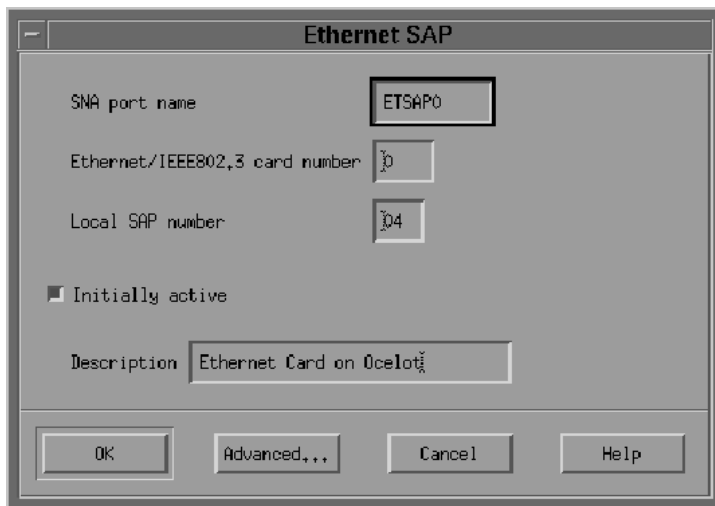 Ethernet SAP
SNA port name ETSAP0
Ethernet/IEEE802.3 card number 0
Local SAP number 04
Initially active
Description Ethernet Card on Ocelot
OK Advanced... Cancel Help